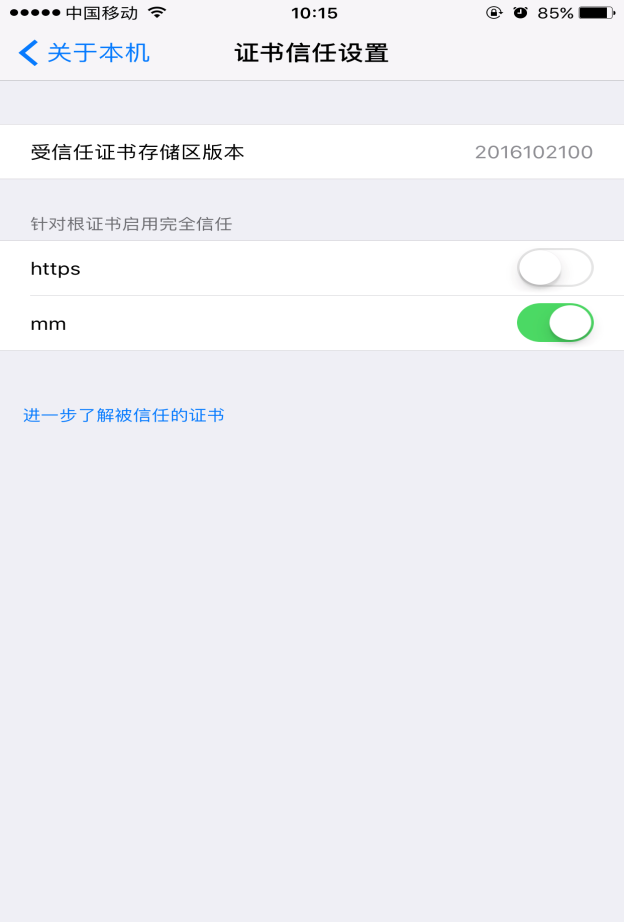 中国移动 10:15 85%
关于本机 证书信任设置
受信任证书存储区版本 2016102100
针对根证书启用完全信任
https
mm
进一步了解被信任的证书